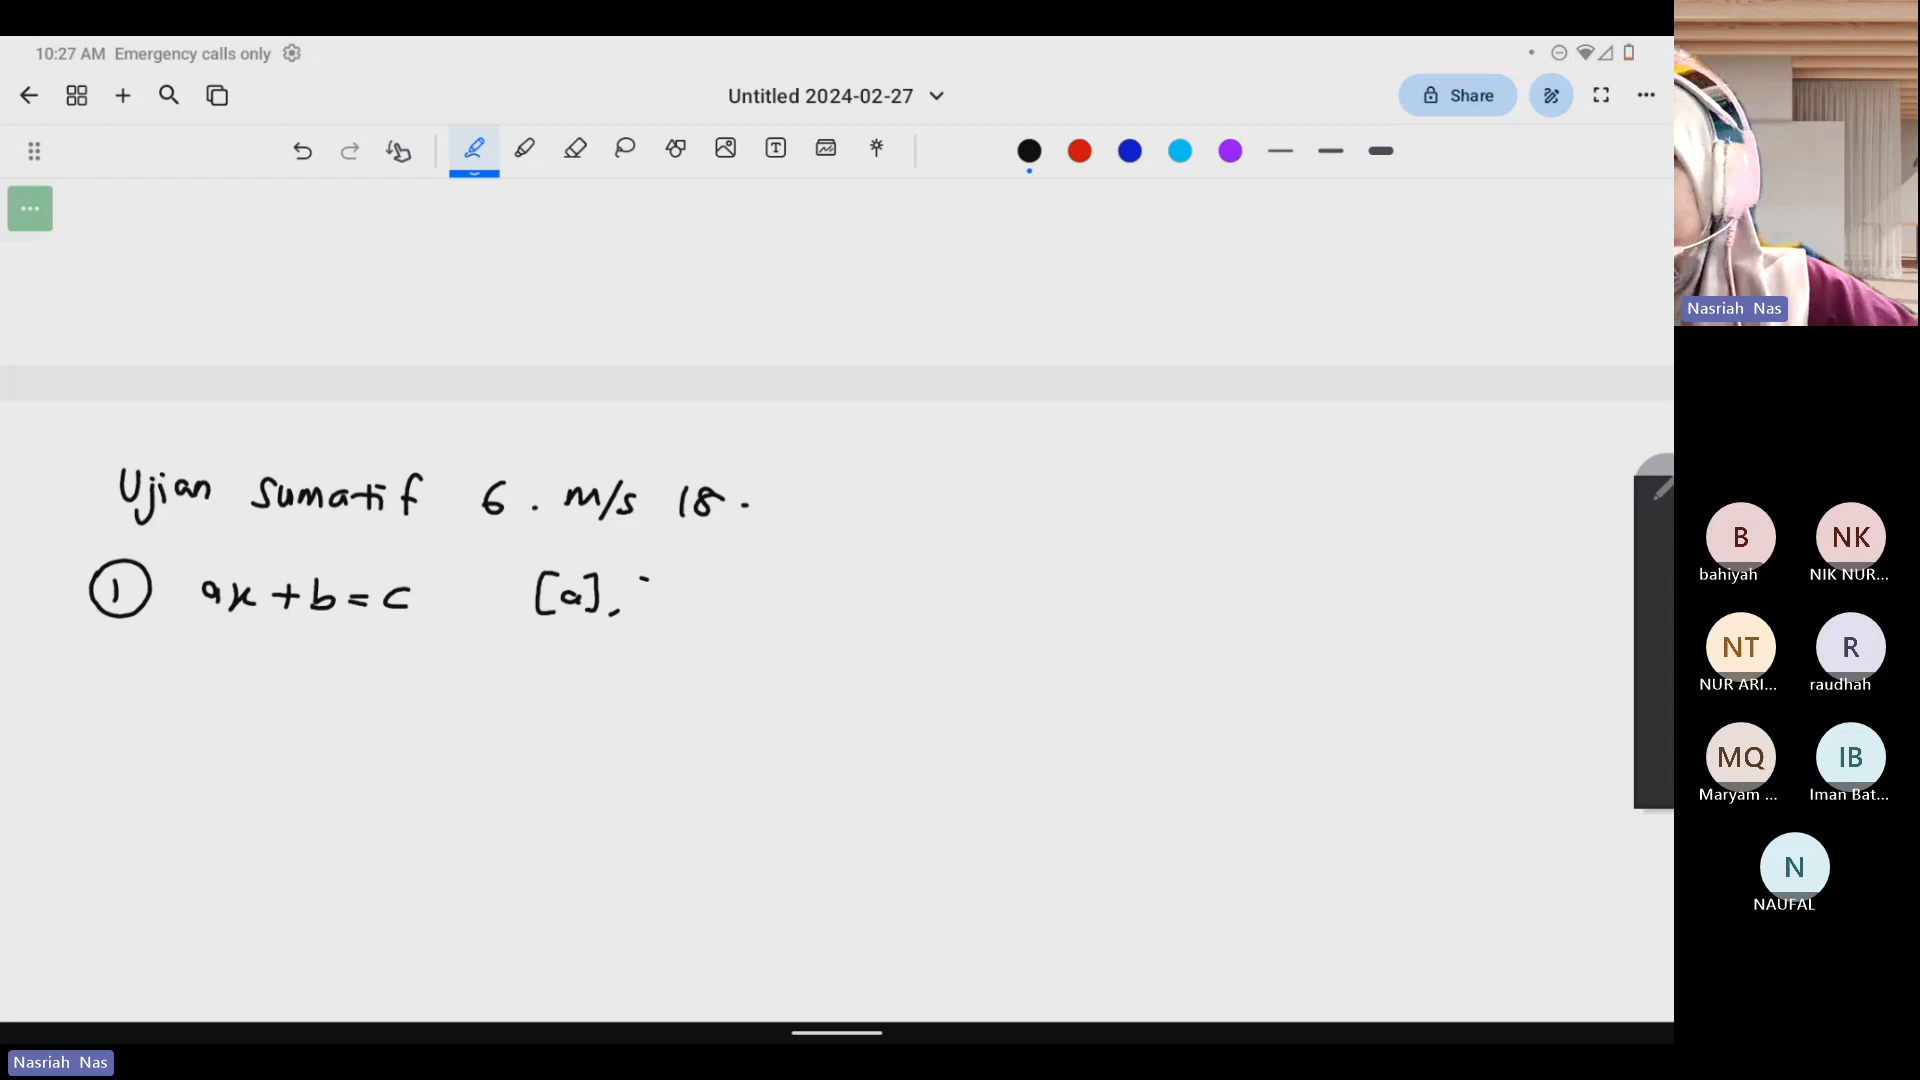 10:27 AM Emergency calls only
Untitled 2024-02-27
Share
Ujian Sumatif 6. m/s 18.
1 ax + b = c [a],
Nasriah Nas
B NK
bahiyah NIK NUR...
NT R
NUR ARI... raudhah
MQ IB
Maryam ... Iman Bat...
N
NAUFAL
Nasriah Nas